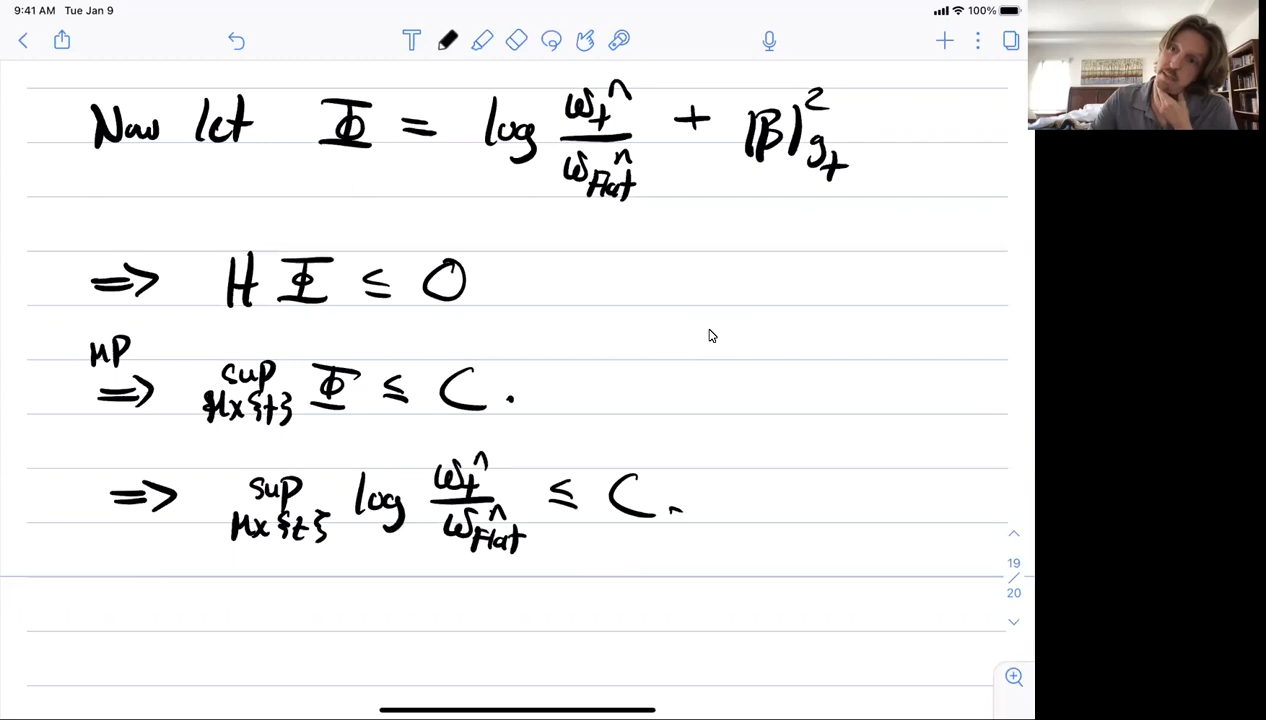 9:41 AM Tue Jan 9
100%
Now let Φ = log ω_t^n / ω_Flat^n + |β|^2_{g_t}
⇒ H Φ ≤ 0
MP
⇒ sup_{M×{t}} Φ ≤ C.
⇒ sup_{M×{t}} log ω_t^n / ω_Flat^n ≤ C.
19
/
20